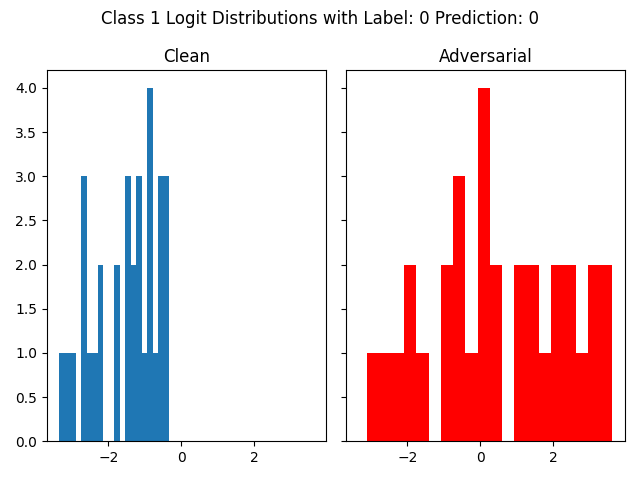 Class 1 Logit Distributions with Label: 0 Prediction: 0
Clean
Adversarial
4.0
3.5
3.0
2.5
2.0
1.5
1.0
0.5
0.0
−2 0 2
−2 0 2